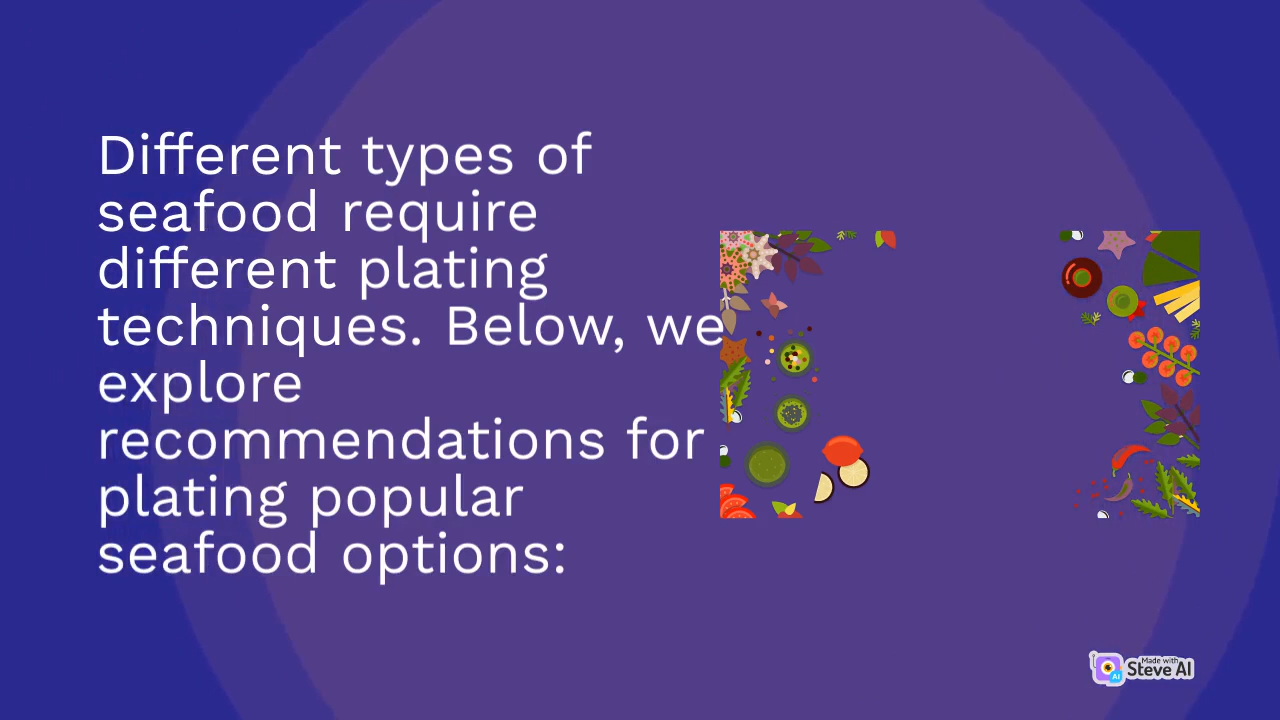 Different types of
seafood require
different plating
techniques. Below, we
explore
recommendations for
plating popular
seafood options:
Made with
Steve AI
AI